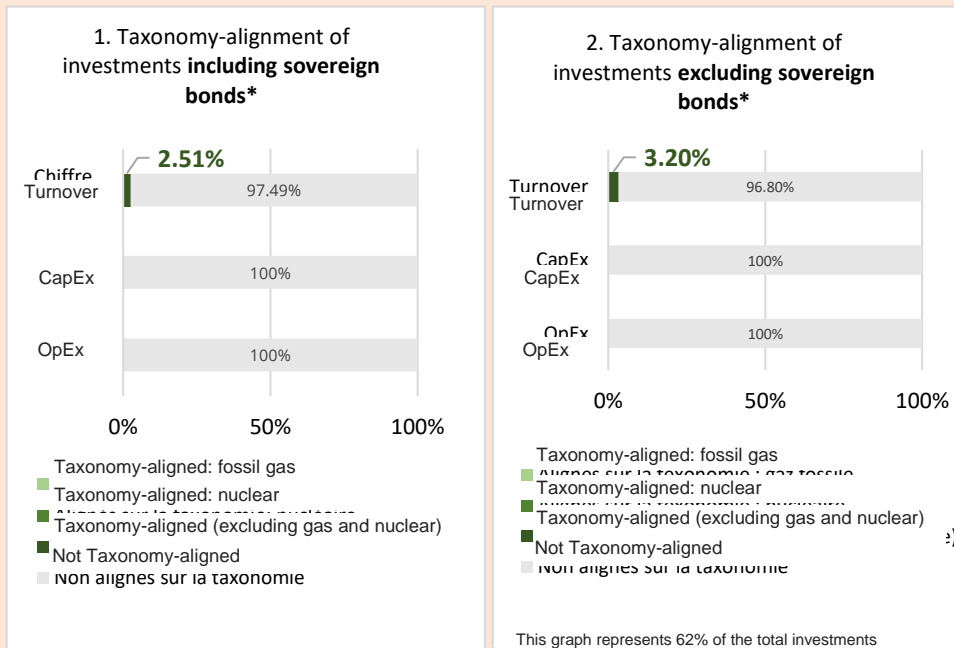 1. Taxonomy-alignment of
investments including sovereign
bonds*
2.51%
Chiffre
Turnover
97.49%
CapEx
100%
OpEx
100%
0% 50% 100%
Taxonomy-aligned: fossil gas
Taxonomy-aligned: nuclear
Taxonomy-aligned (excluding gas and nuclear)
Not Taxonomy-aligned
Non alignés sur la taxonomie
2. Taxonomy-alignment of
investments excluding sovereign
bonds*
3.20%
Turnover
Turnover
96.80%
CapEx
CapEx
100%
OpEx
OpEx
100%
0% 50% 100%
Taxonomy-aligned: fossil gas
Alignés sur la taxonomie : gaz fossile
Taxonomy-aligned: nuclear
Taxonomy-aligned (excluding gas and nuclear)
Not Taxonomy-aligned
Non alignés sur la taxonomie
This graph represents 62% of the total investments